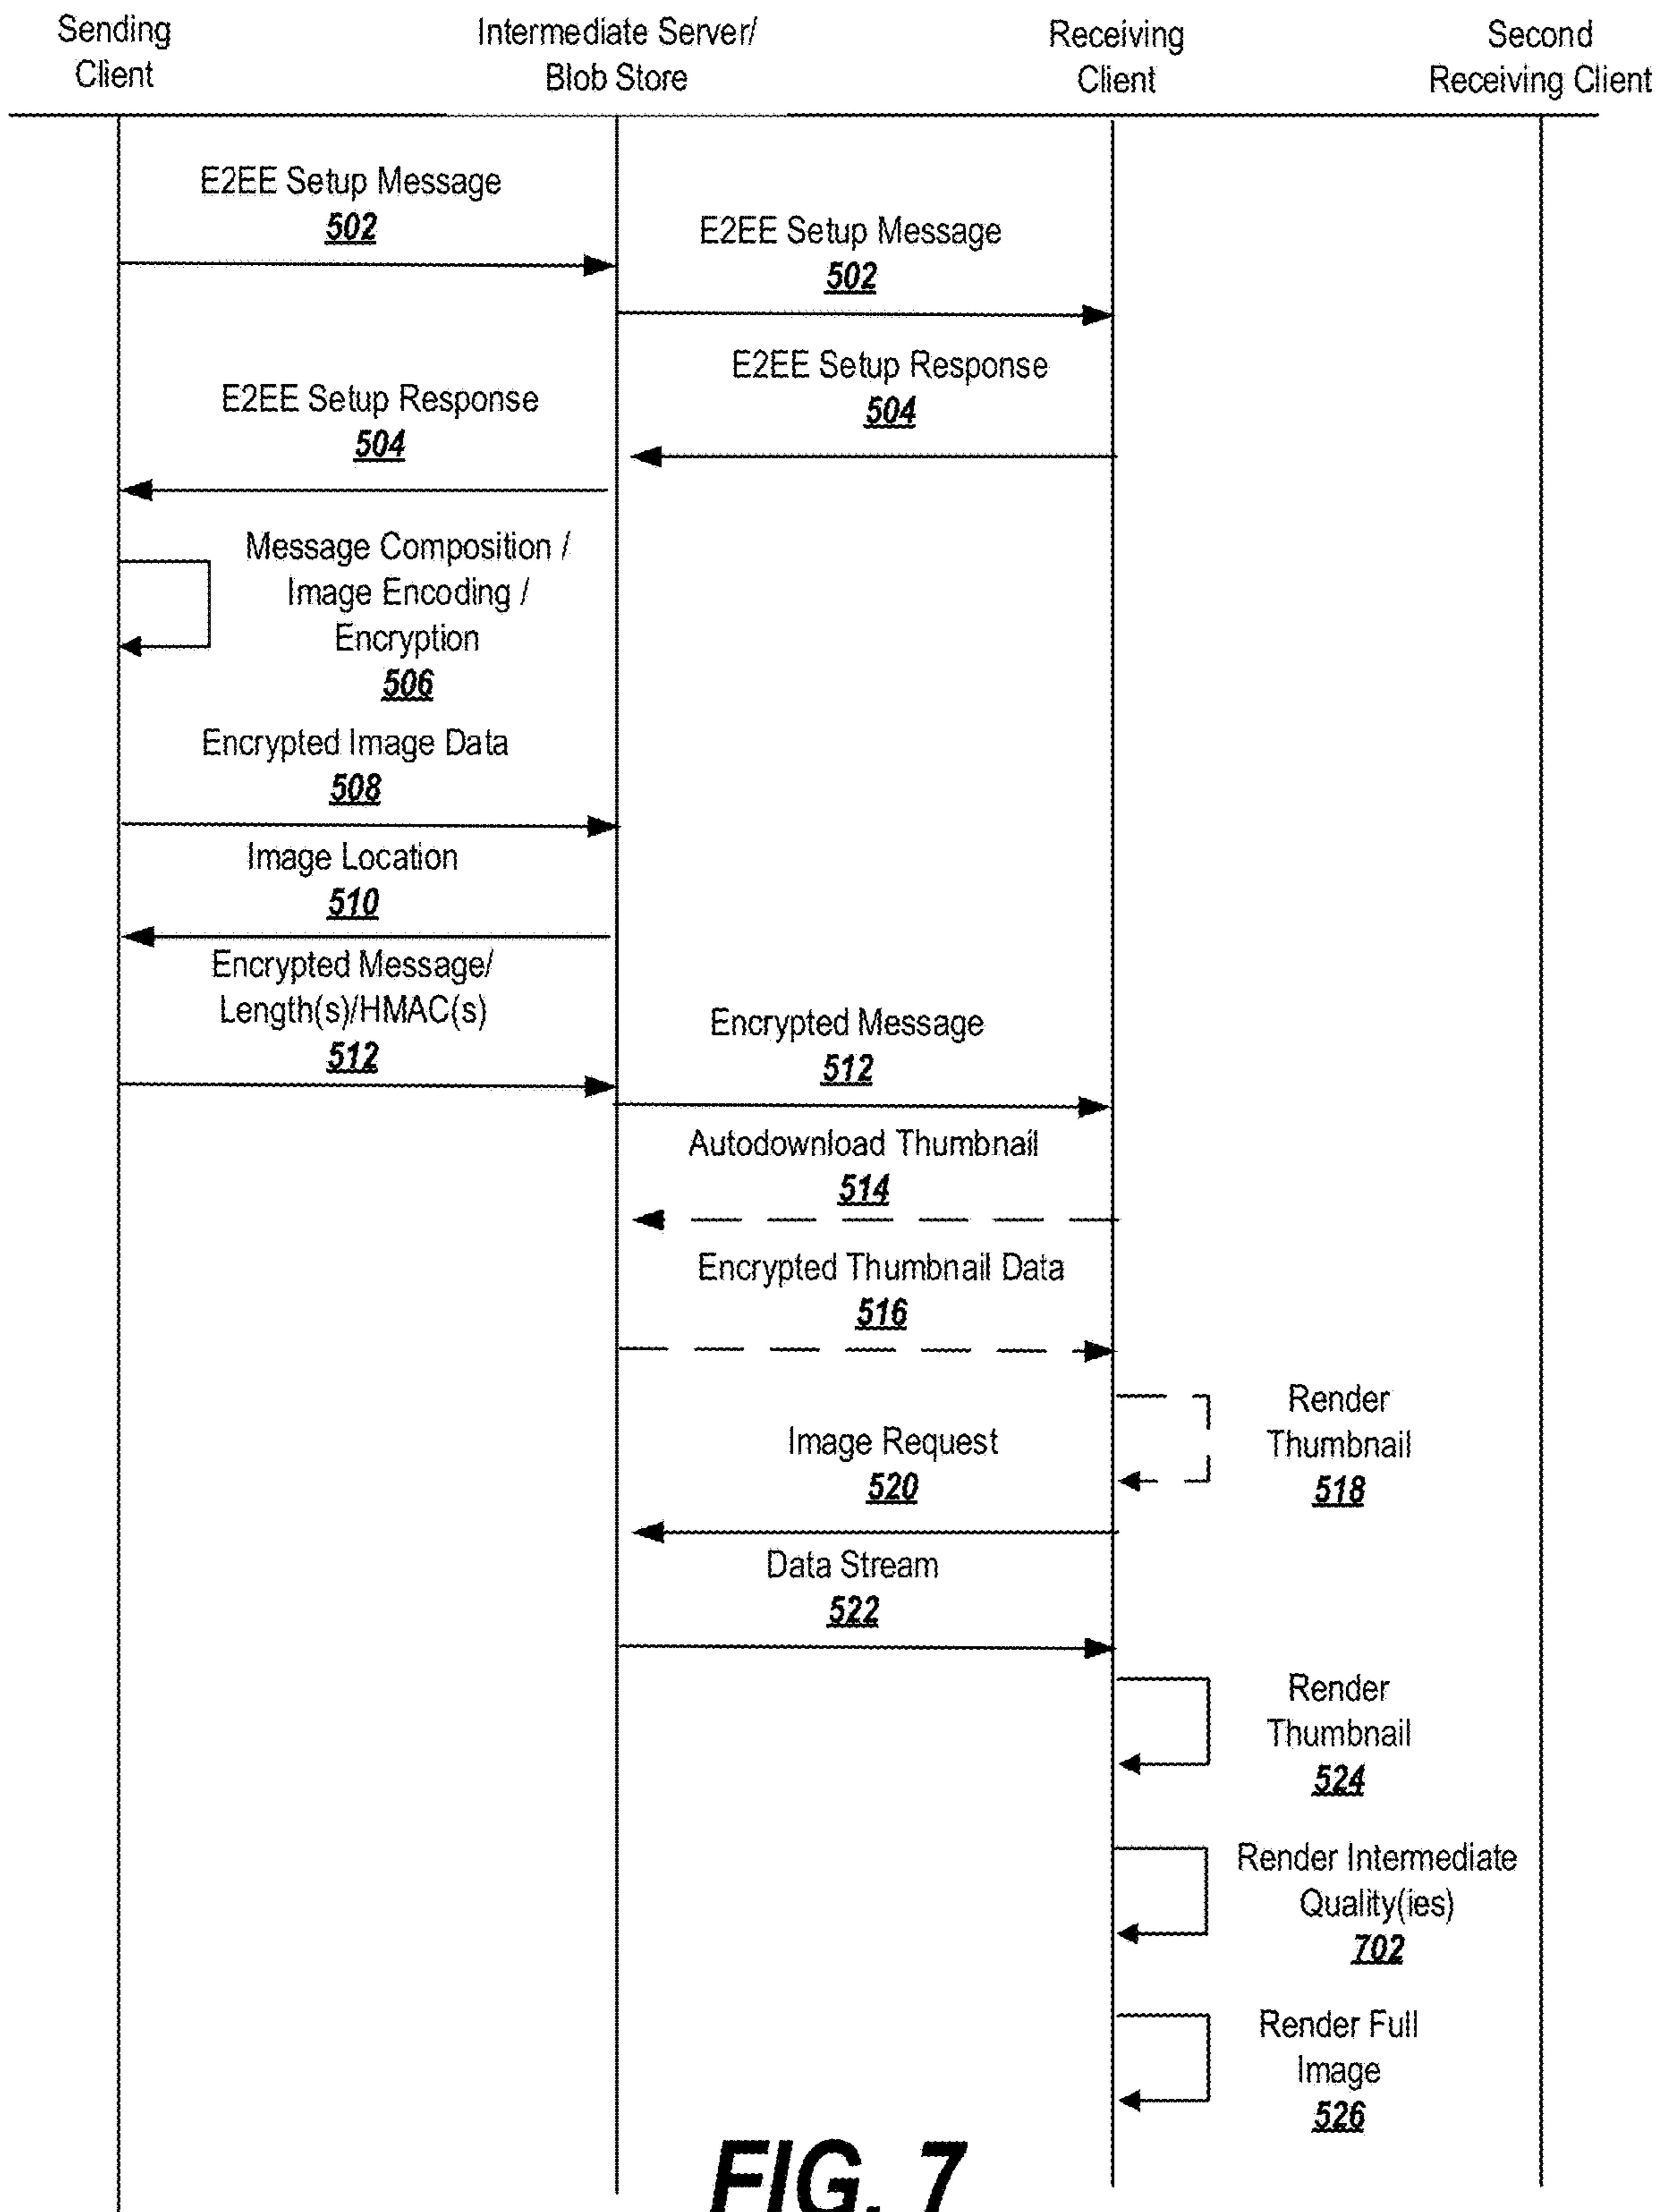 Sending
Client
Intermediate Server/
Blob Store
Receiving
Client
Second
Receiving Client
E2EE Setup Message
502
E2EE Setup Message
502
E2EE Setup Response
504
E2EE Setup Response
504
Message Composition /
Image Encoding /
Encryption
506
Encrypted Image Data
508
Image Location
510
Encrypted Message/
Length(s)/HMAC(s)
512
Encrypted Message
512
Autodownload Thumbnail
514
Encrypted Thumbnail Data
516
Render
Thumbnail
518
Image Request
520
Data Stream
522
Render
Thumbnail
524
Render Intermediate
Quality(ies)
702
Render Full
Image
526
FIG. 7